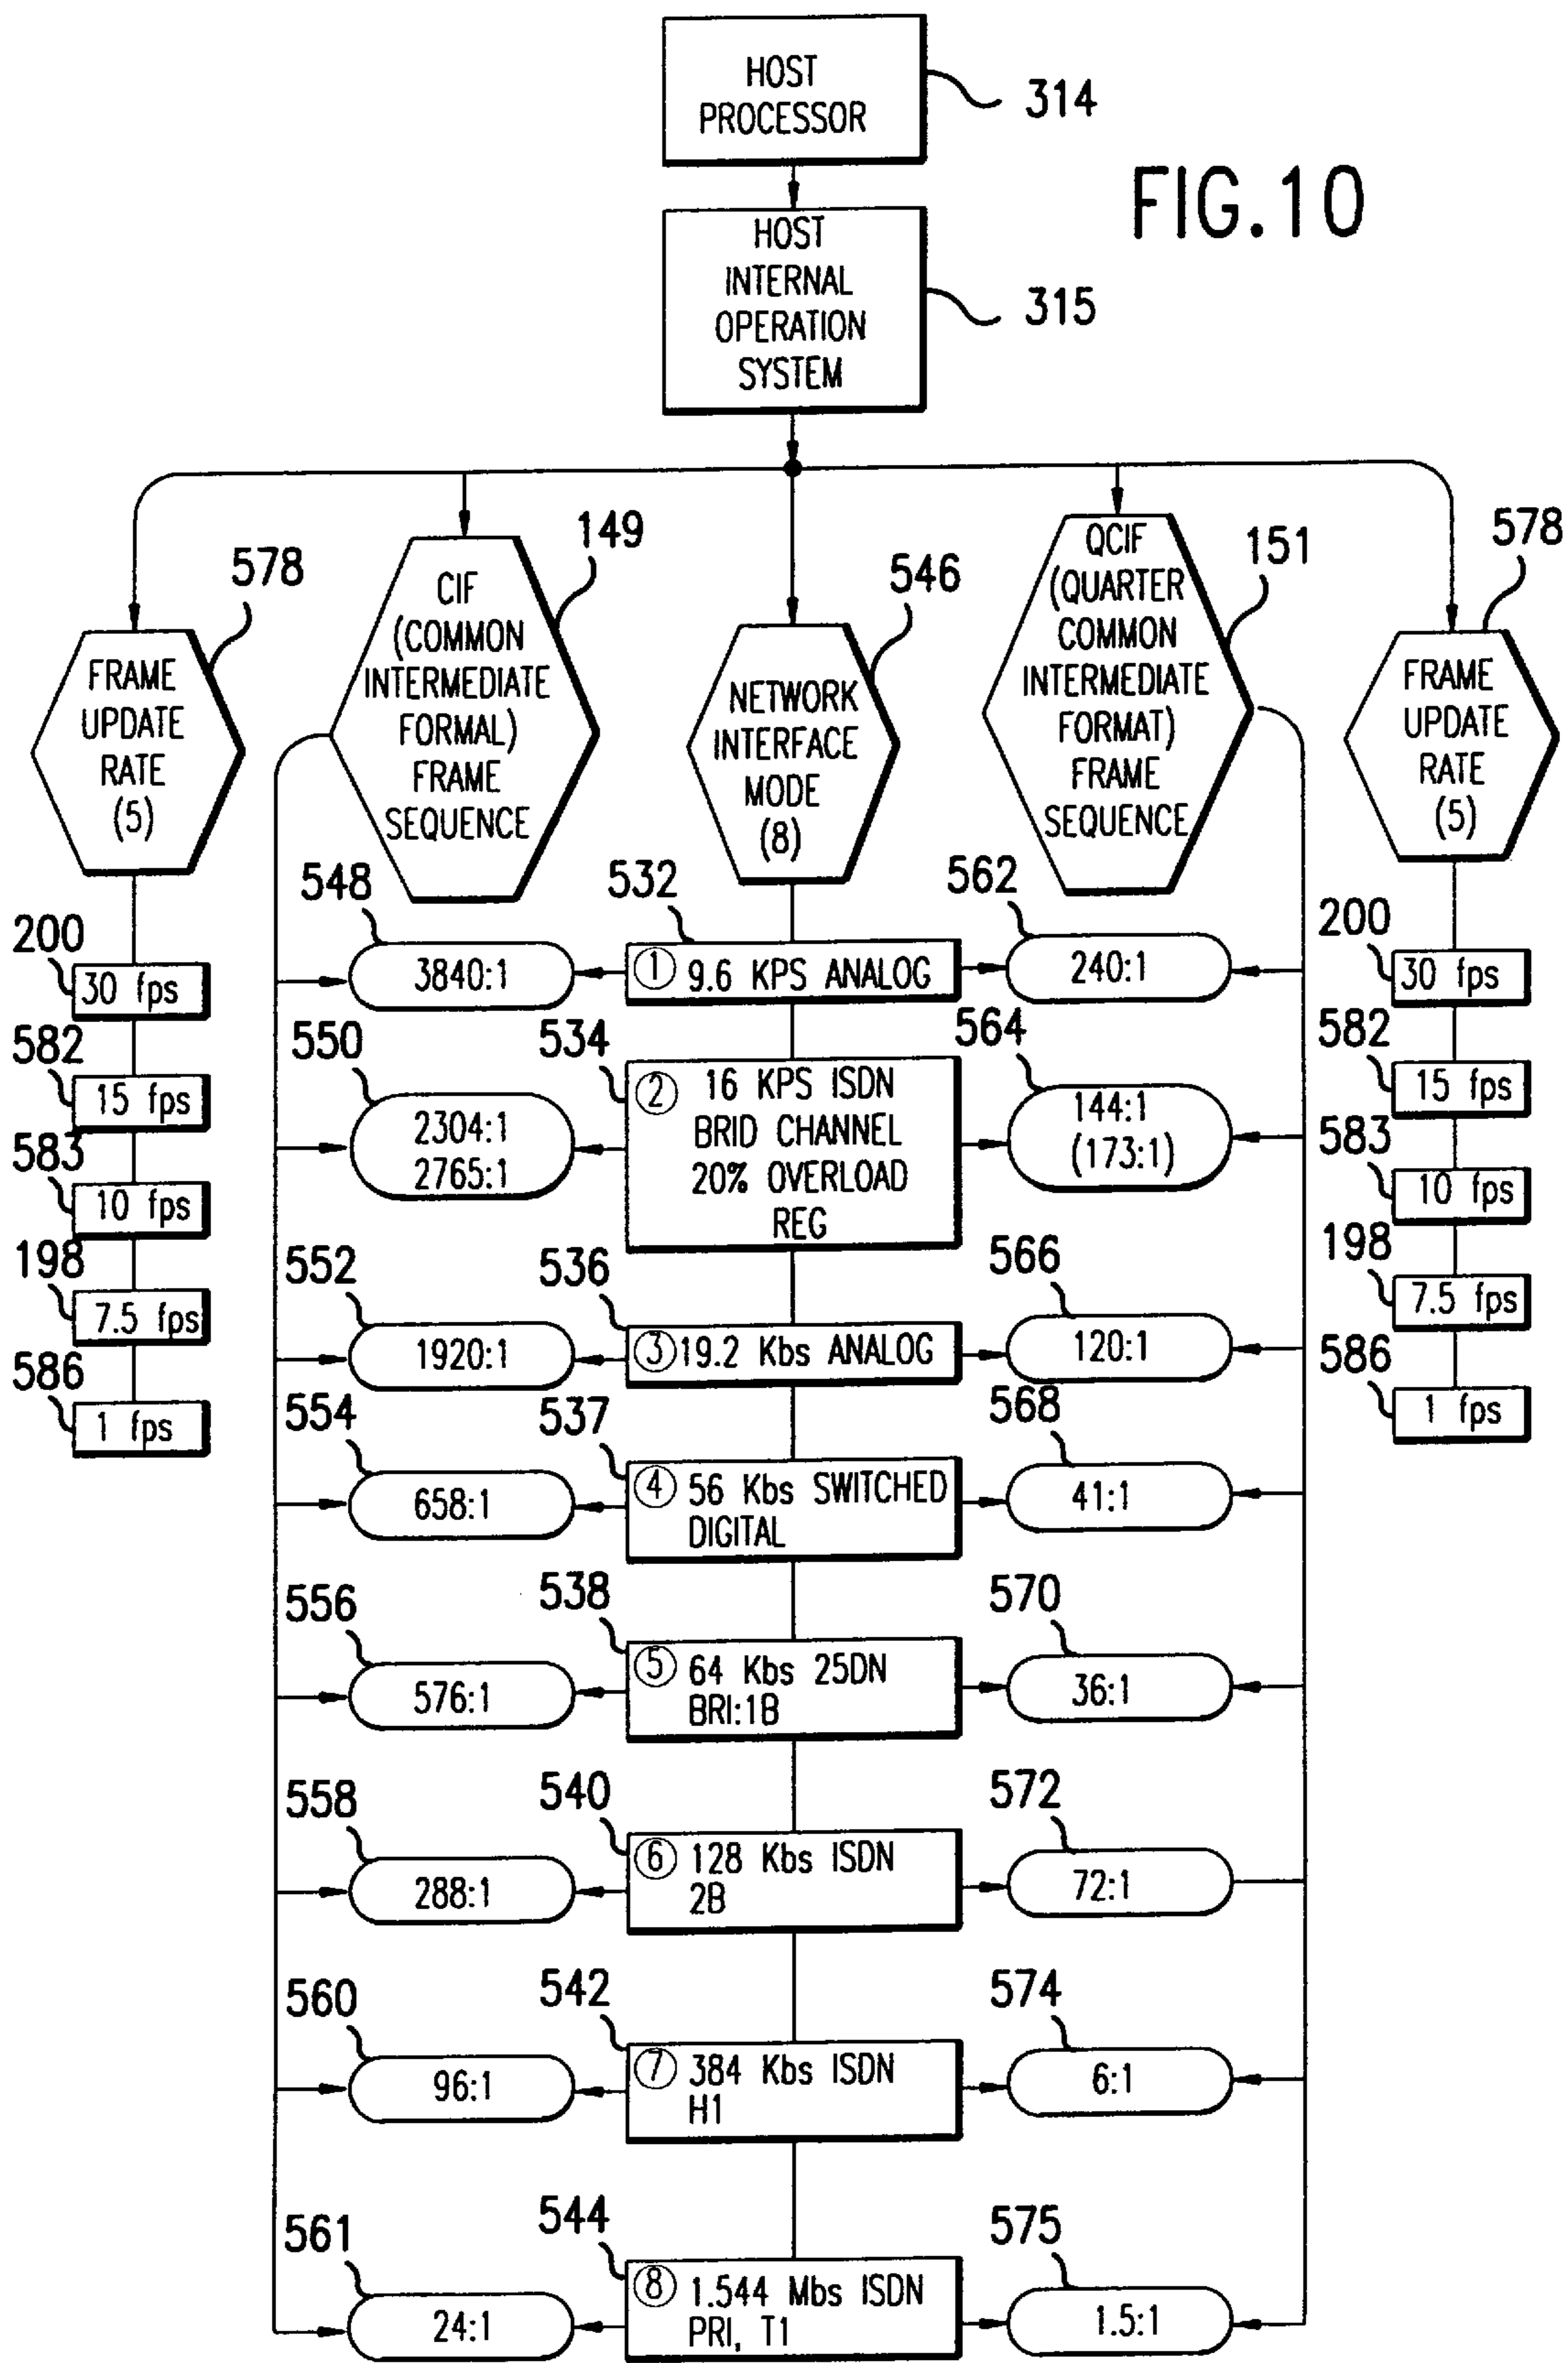 HOST
PROCESSOR
314
FIG.10
HOST
INTERNAL
OPERATION
SYSTEM
315
578
FRAME
UPDATE
RATE
(5)
149
CIF
(COMMON
INTERMEDIATE
FORMAL)
FRAME
SEQUENCE
546
NETWORK
INTERFACE
MODE
(8)
151
QCIF
(QUARTER
COMMON
INTERMEDIATE
FORMAT)
FRAME
SEQUENCE
578
FRAME
UPDATE
RATE
(5)
200
30 fps
582
15 fps
583
10 fps
198
7.5 fps
586
1 fps
548
3840:1
532
① 9.6 KPS ANALOG
562
240:1
550
2304:1
2765:1
534
② 16 KPS ISDN
BRID CHANNEL
20% OVERLOAD
REG
564
144:1
(173:1)
552
1920:1
536
③ 19.2 Kbs ANALOG
566
120:1
554
658:1
537
④ 56 Kbs SWITCHED
DIGITAL
568
41:1
556
576:1
538
⑤ 64 Kbs 25DN
BRI:1B
570
36:1
558
288:1
540
⑥ 128 Kbs ISDN
2B
572
72:1
560
96:1
542
⑦ 384 Kbs ISDN
H1
574
6:1
561
24:1
544
⑧ 1.544 Mbs ISDN
PRI, T1
575
1.5:1
200
30 fps
582
15 fps
583
10 fps
198
7.5 fps
586
1 fps